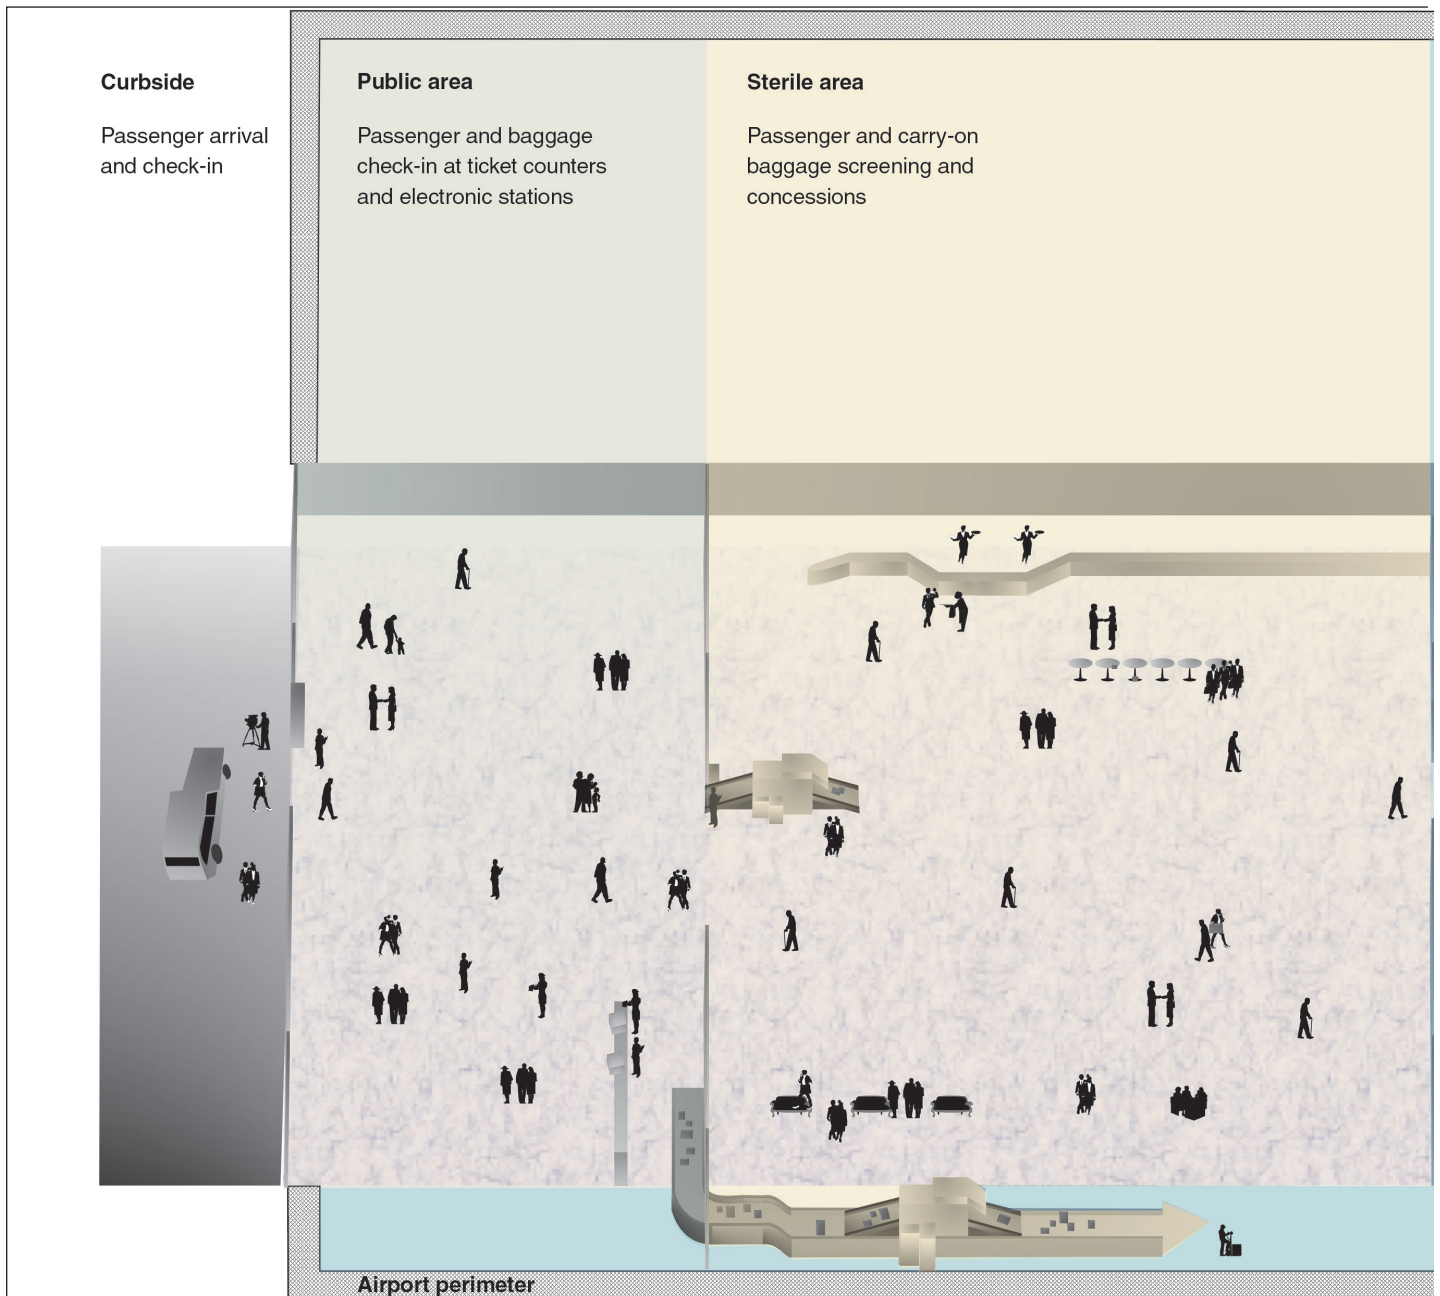 Curbside
Passenger arrival
and check-in
Public area
Passenger and baggage
check-in at ticket counters
and electronic stations
Sterile area
Passenger and carry-on
baggage screening and
concessions
Airport perimeter